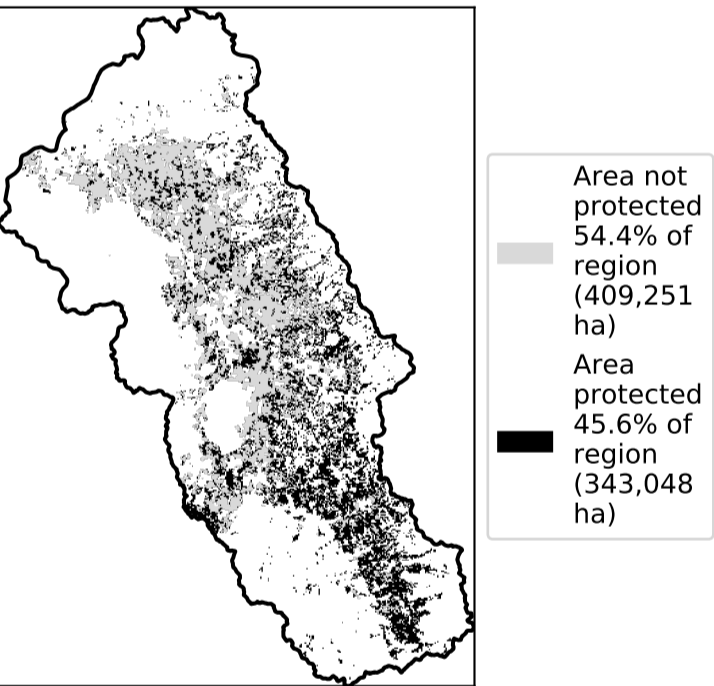 Area not
protected
54.4% of
region
(409,251
ha)
Area
protected
45.6% of
region
(343,048
ha)